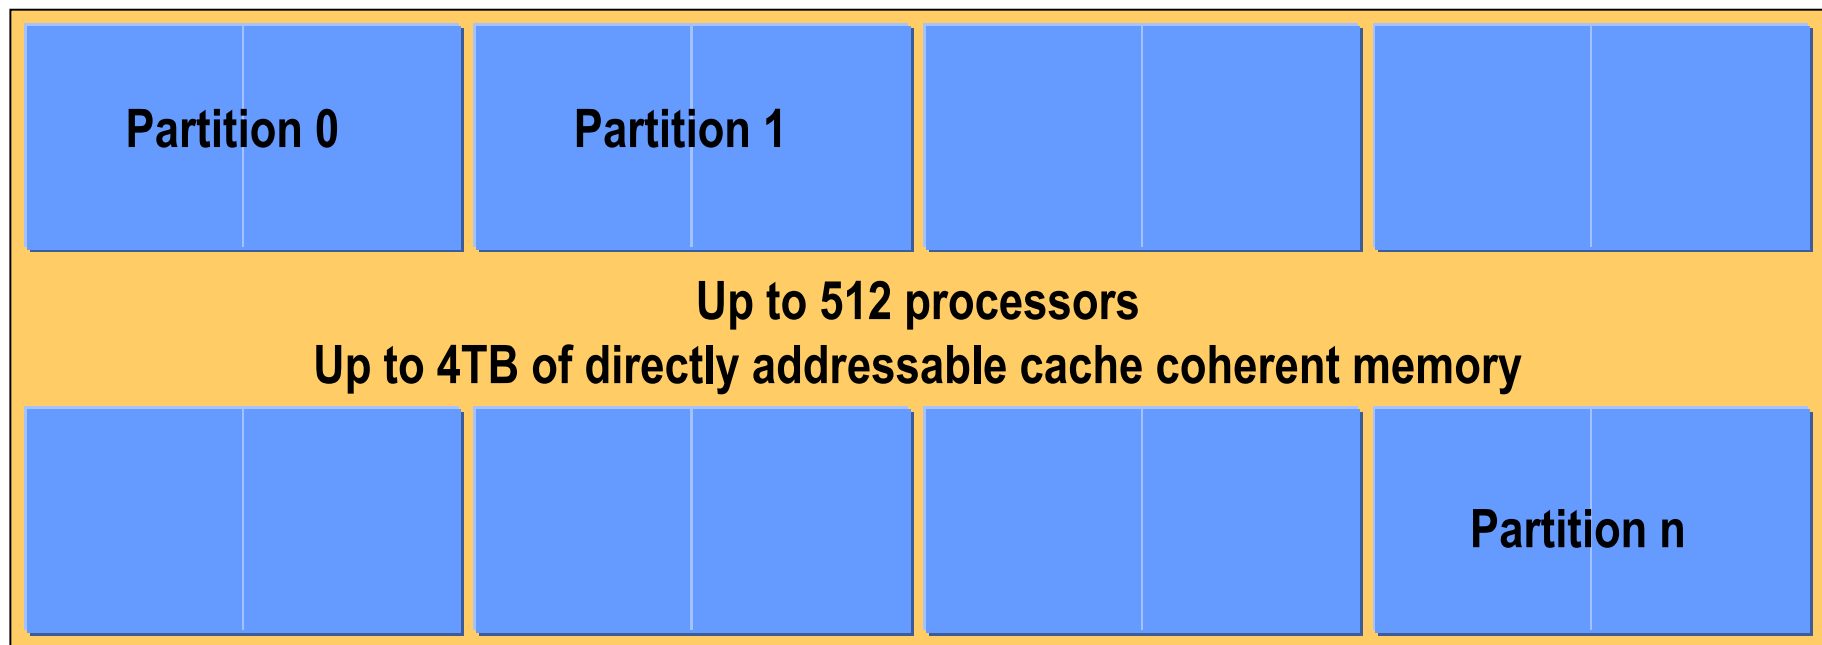 Partition 0
Partition 1
Up to 512 processors
Up to 4TB of directly addressable cache coherent memory
Partition n